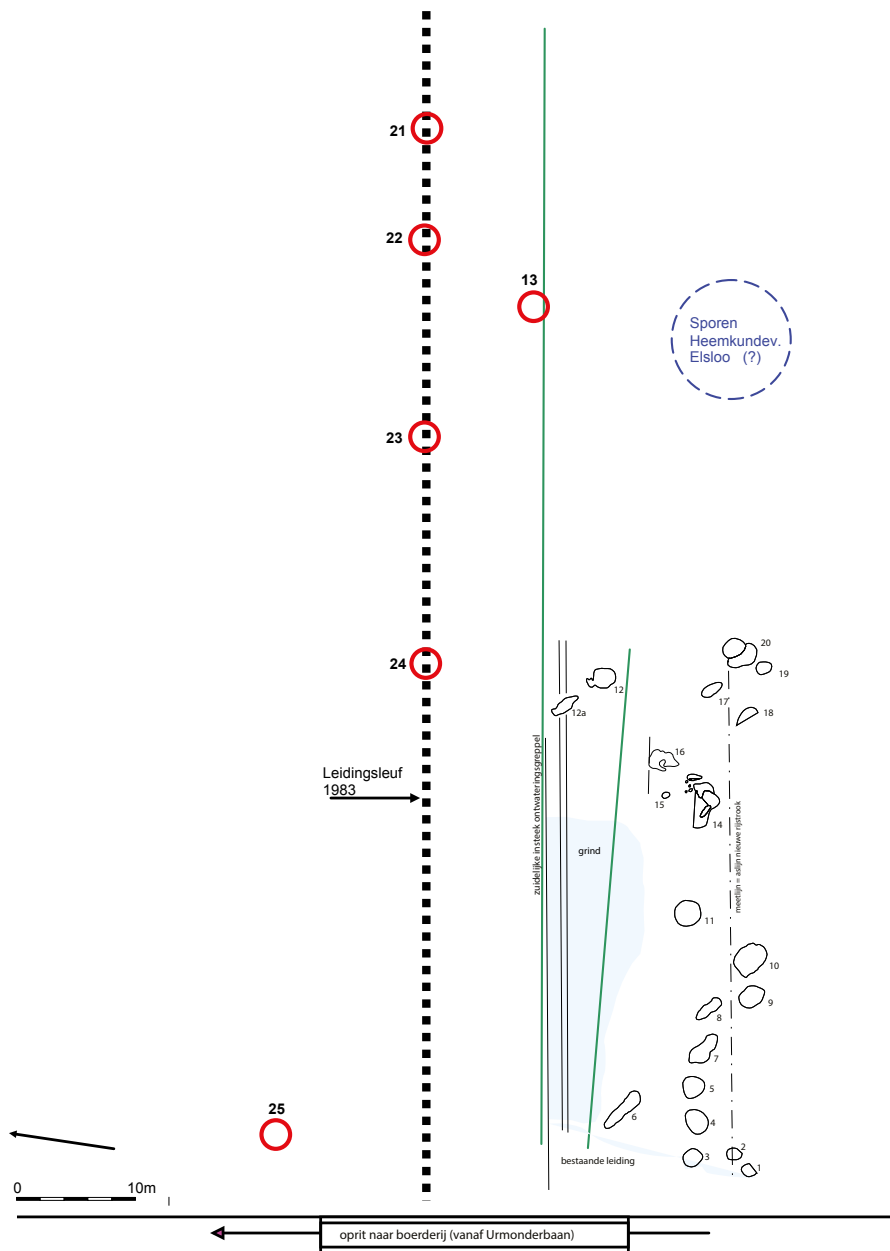 21
22
13
Sporen
Heemkundev.
Elsloo (?)
23
24
20
19
12
17
12a
18
16
Leidingsleuf
1983
15
14
zuidelijke insteek ontwateringsgreppel
grind
meetlijn = aslijn nieuwe rijstrook
11
10
9
8
7
5
6
4
25
2
bestaande leiding
3
1
0 10m
oprit naar boerderij (vanaf Urmonderbaan)